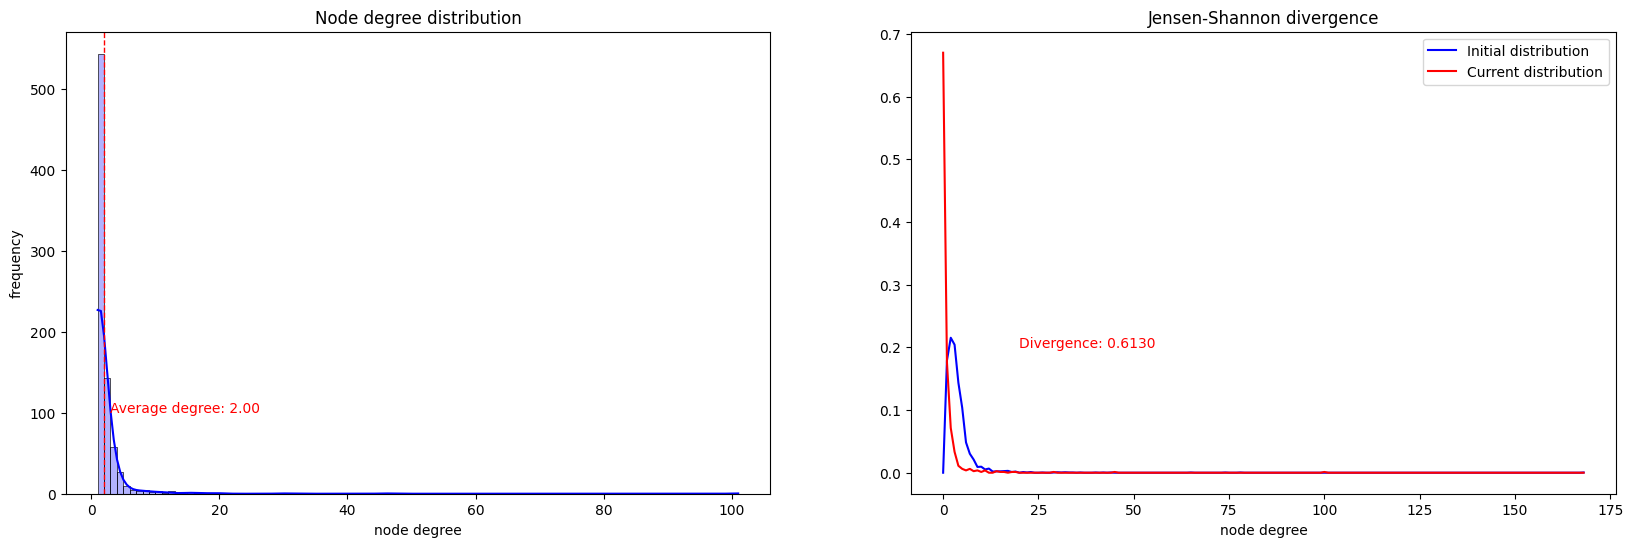 Node degree distribution
500
400
300
200
100
0
frequency
Average degree: 2.00
0 20 40 60 80 100
node degree
Jensen-Shannon divergence
0.7
0.6
0.5
0.4
0.3
0.2
0.1
0.0
Initial distribution
Current distribution
Divergence: 0.6130
0 25 50 75 100 125 150 175
node degree